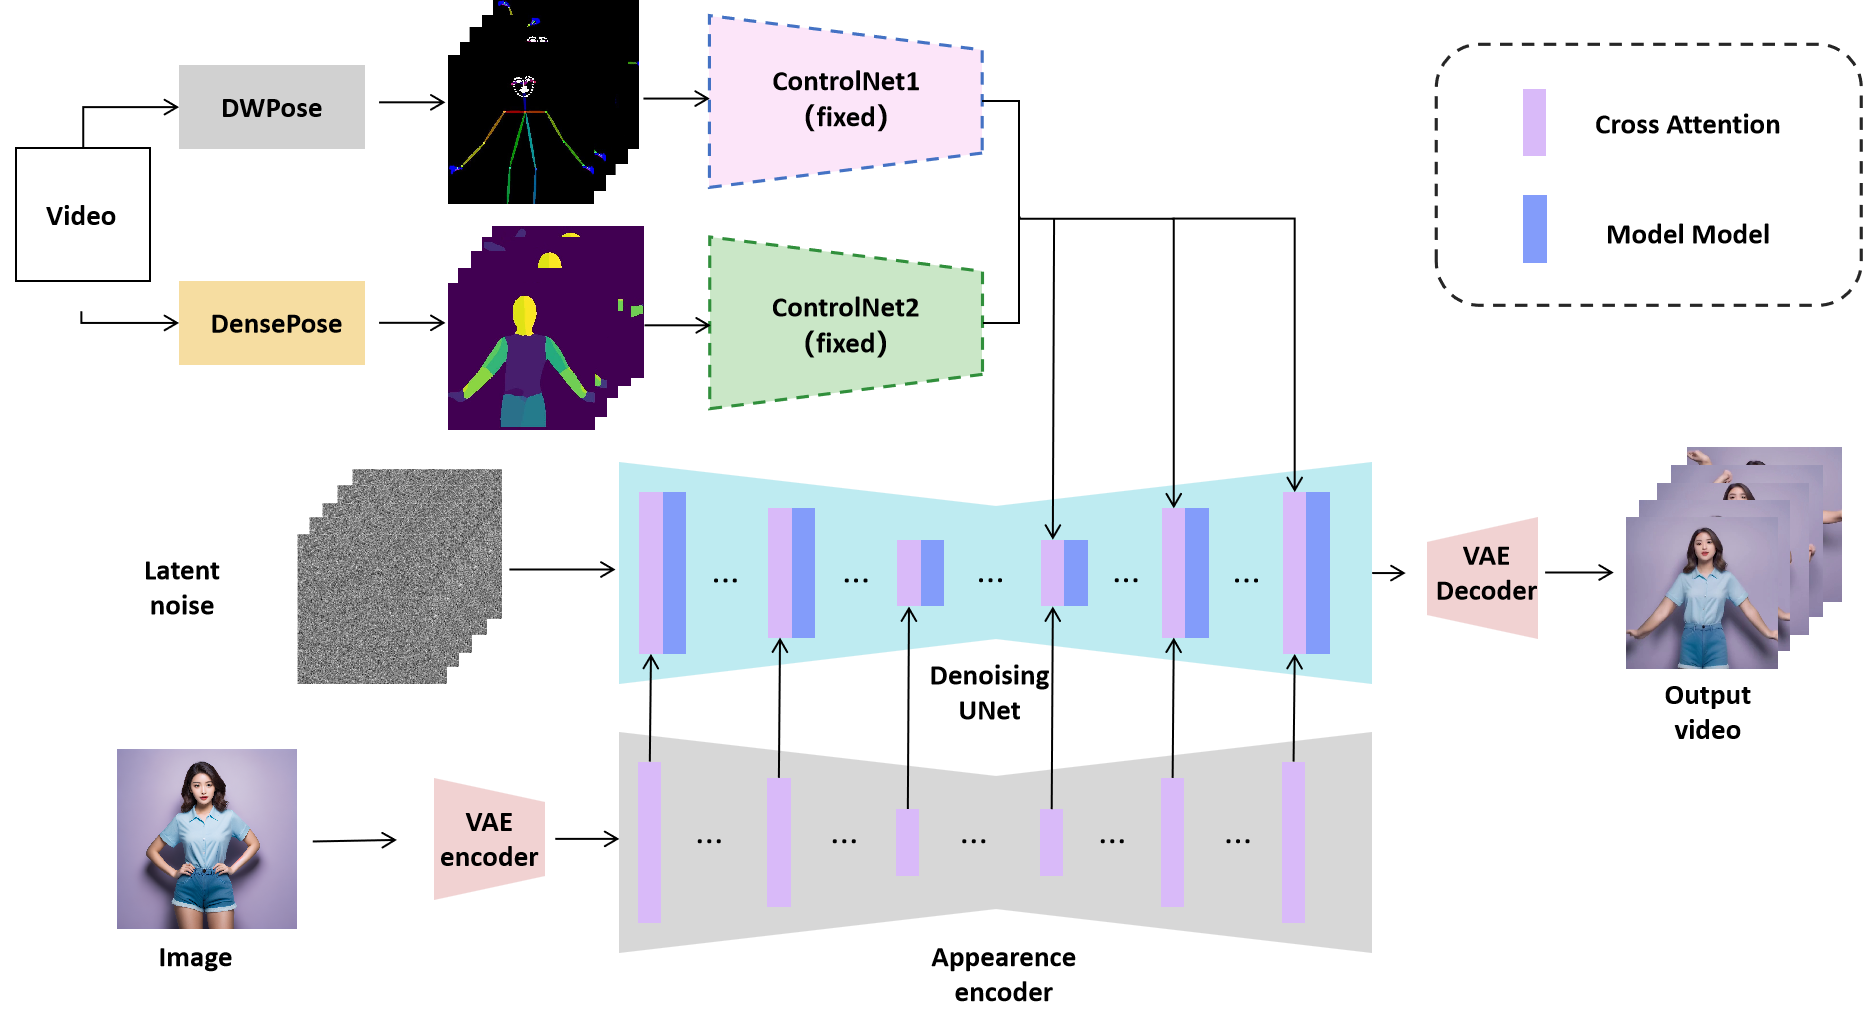 Video
DWPose
DensePose
ControlNet1
(fixed)
ControlNet2
(fixed)
Cross Attention
Model Model
Latent
noise
...
...
...
...
...
Denoising
UNet
VAE
Decoder
Output
video
Image
VAE
encoder
...
...
...
...
...
Appearence
encoder